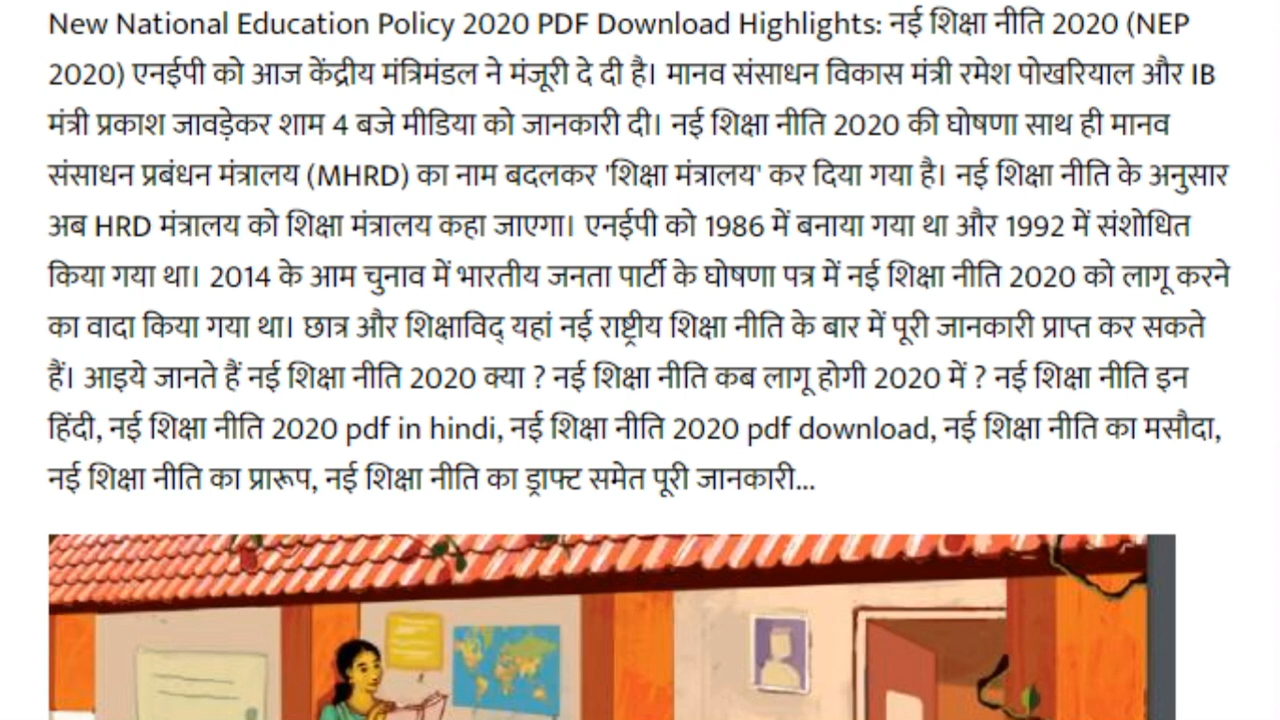 New National Education Policy 2020 PDF Download Highlights: नई शिक्षा नीति 2020 (NEP
2020) एनईपी को आज केंद्रीय मंत्रिमंडल ने मंजूरी दे दी है। मानव संसाधन विकास मंत्री रमेश पोखरियाल और IB
मंत्री प्रकाश जावड़ेकर शाम 4 बजे मीडिया को जानकारी दी। नई शिक्षा नीति 2020 की घोषणा साथ ही मानव
संसाधन प्रबंधन मंत्रालय (MHRD) का नाम बदलकर 'शिक्षा मंत्रालय' कर दिया गया है। नई शिक्षा नीति के अनुसार
अब HRD मंत्रालय को शिक्षा मंत्रालय कहा जाएगा। एनईपी को 1986 में बनाया गया था और 1992 में संशोधित
किया गया था। 2014 के आम चुनाव में भारतीय जनता पार्टी के घोषणा पत्र में नई शिक्षा नीति 2020 को लागू करने
का वादा किया गया था। छात्र और शिक्षाविद् यहां नई राष्ट्रीय शिक्षा नीति के बार में पूरी जानकारी प्राप्त कर सकते
हैं। आइये जानते हैं नई शिक्षा नीति 2020 क्या ? नई शिक्षा नीति कब लागू होगी 2020 में ? नई शिक्षा नीति इन
हिंदी, नई शिक्षा नीति 2020 pdf in hindi, नई शिक्षा नीति 2020 pdf download, नई शिक्षा नीति का मसौदा,
नई शिक्षा नीति का प्रारूप, नई शिक्षा नीति का ड्राफ्ट समेत पूरी जानकारी...